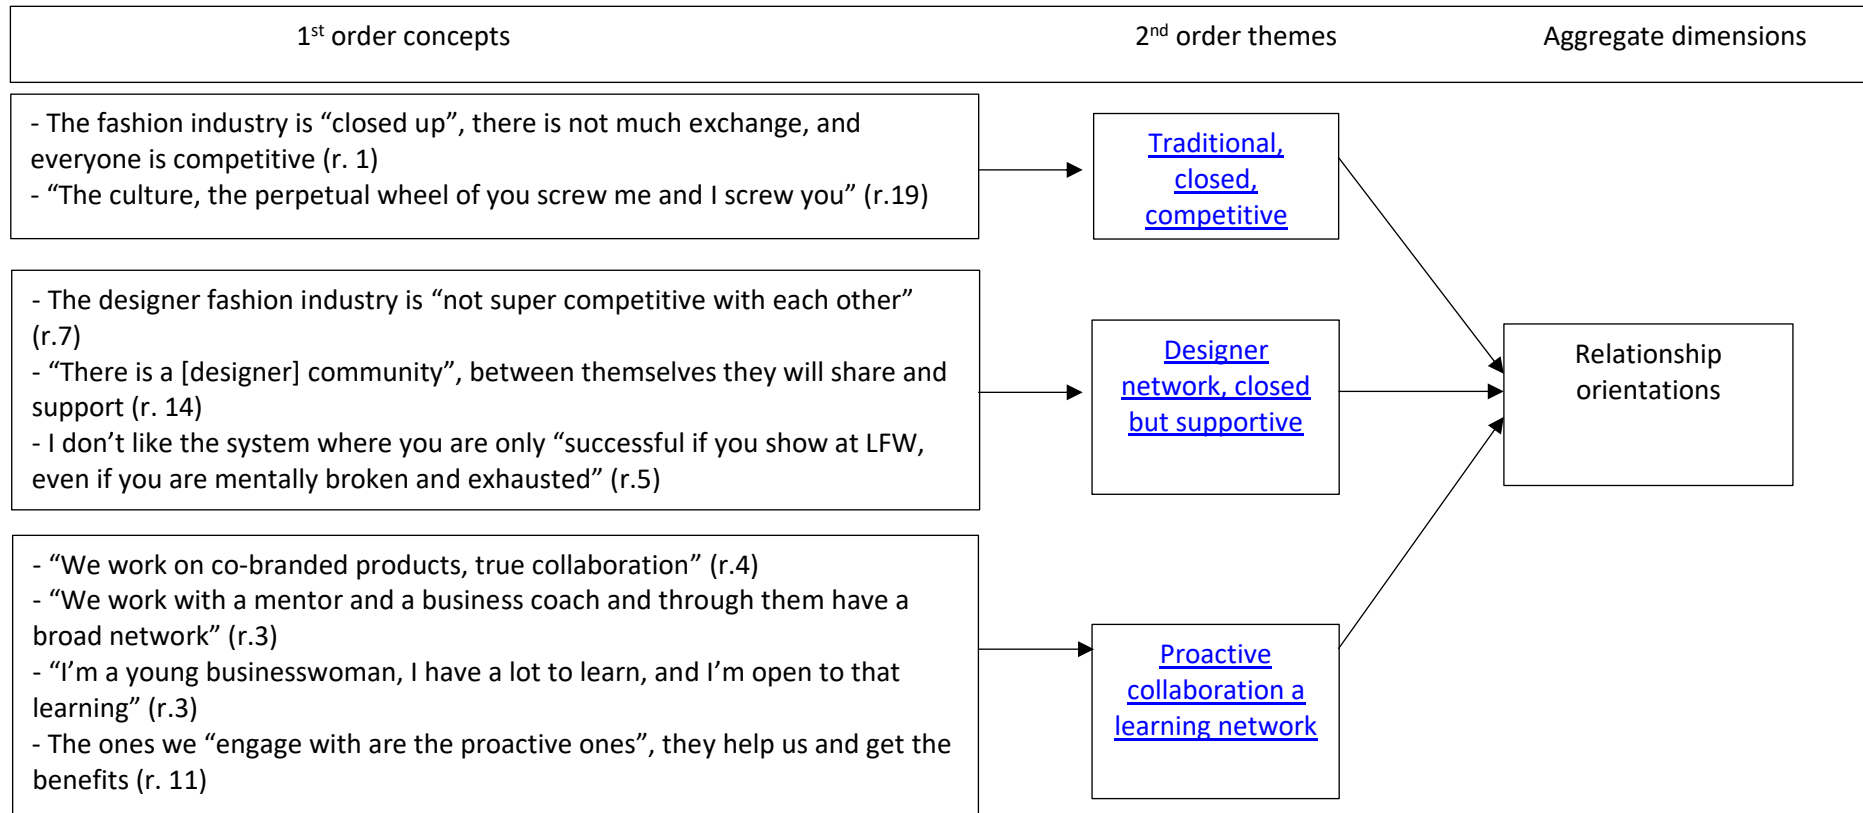 1st order concepts 2nd order themes Aggregate dimensions
- The fashion industry is “closed up”, there is not much exchange, and
everyone is competitive (r. 1)
- “The culture, the perpetual wheel of you screw me and I screw you” (r.19)
Traditional,
closed,
competitive
- The designer fashion industry is “not super competitive with each other”
(r.7)
- “There is a [designer] community”, between themselves they will share and
support (r. 14)
- I don’t like the system where you are only “successful if you show at LFW,
even if you are mentally broken and exhausted” (r.5)
Designer
network, closed
but supportive
Relationship
orientations
- “We work on co-branded products, true collaboration” (r.4)
- “We work with a mentor and a business coach and through them have a
broad network” (r.3)
- “I’m a young businesswoman, I have a lot to learn, and I’m open to that
learning” (r.3)
- The ones we “engage with are the proactive ones”, they help us and get the
benefits (r. 11)
Proactive
collaboration a
learning network